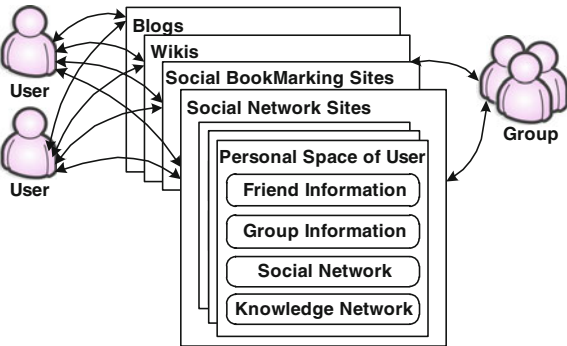 Blogs
Wikis
Social BookMarking Sites
Social Network Sites
User
User
Group
Personal Space of User
Friend Information
Group Information
Social Network
Knowledge Network